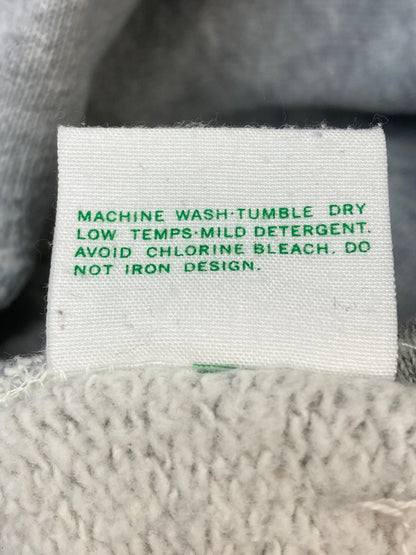 MACHINE WASH·TUMBLE DRY
LOW TEMPS·MILD DETERGENT.
AVOID CHLORINE BLEACH. DO
NOT IRON DESIGN.